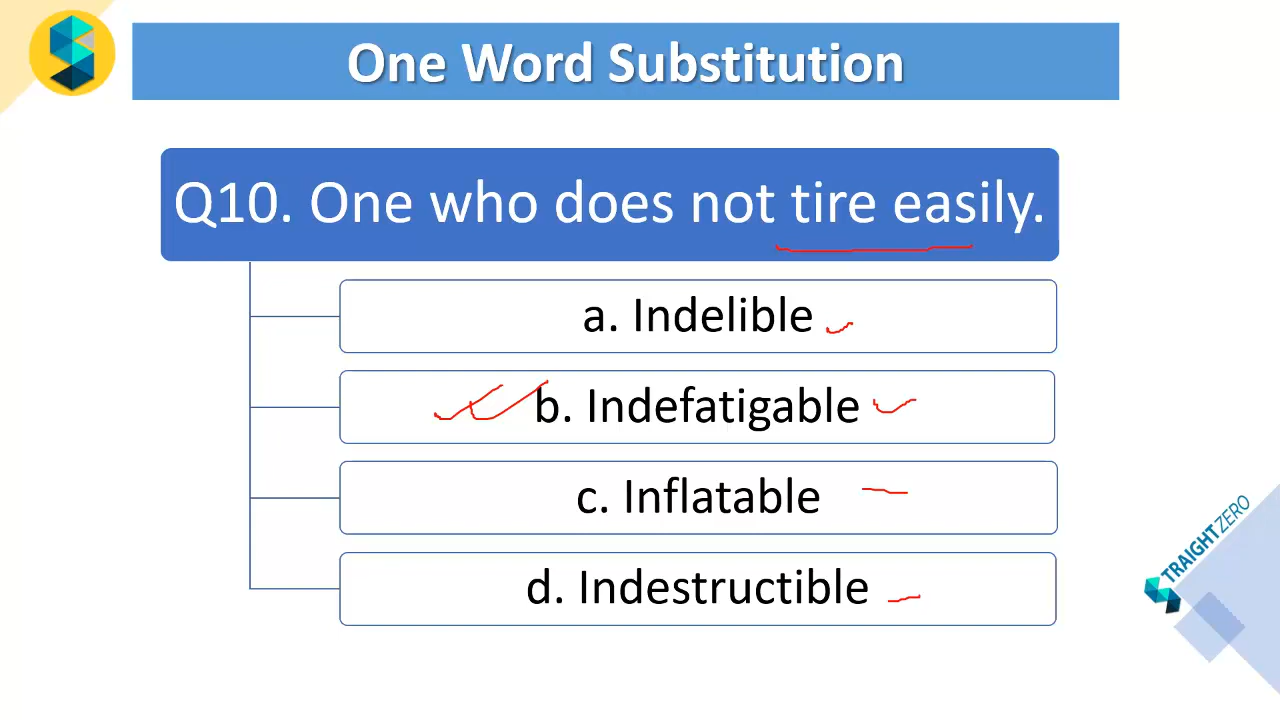 One Word Substitution
Q10. One who does not tire easily.
a. Indelible
b. Indefatigable
c. Inflatable
d. Indestructible
TRAIGHTZERO